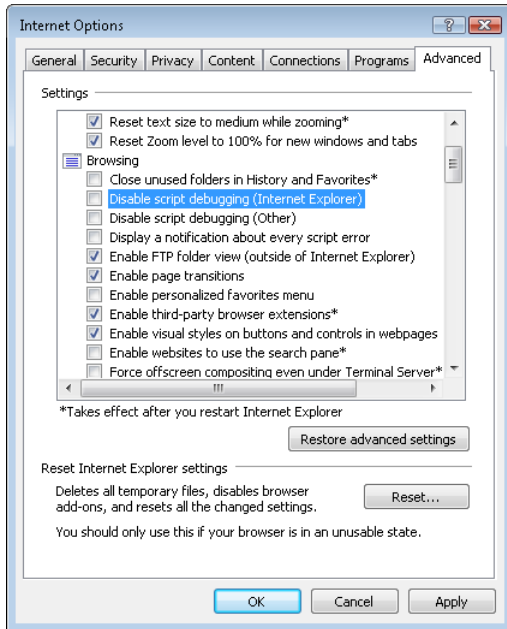 Internet Options
General Security Privacy Content Connections Programs Advanced
Settings
Reset text size to medium while zooming*
Reset Zoom level to 100% for new windows and tabs
Browsing
Close unused folders in History and Favorites*
Disable script debugging (Internet Explorer)
Disable script debugging (Other)
Display a notification about every script error
Enable FTP folder view (outside of Internet Explorer)
Enable page transitions
Enable personalized favorites menu
Enable third-party browser extensions*
Enable visual styles on buttons and controls in webpages
Enable websites to use the search pane*
Force offscreen compositing even under Terminal Server*
*Takes effect after you restart Internet Explorer
Restore advanced settings
Reset Internet Explorer settings
Deletes all temporary files, disables browser
add-ons, and resets all the changed settings.
Reset...
You should only use this if your browser is in an unusable state.
OK Cancel Apply